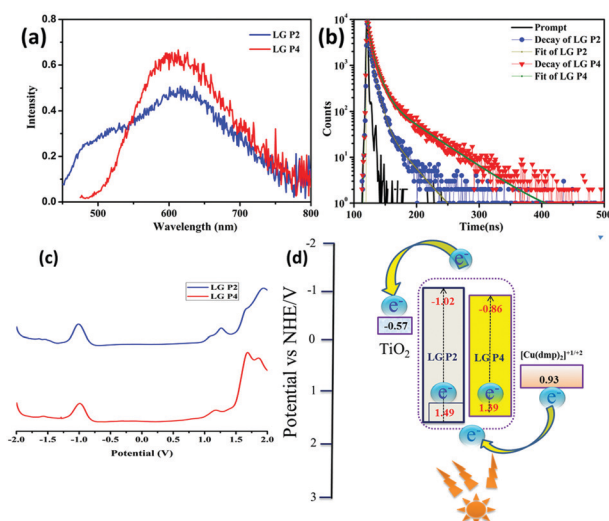 (a)
LG P2
LG P4
0.8
0.6
0.4
0.2
0.0
Intensity
500
600
700
800
Wavelength (nm)
(b)
Prompt
Decay of LG P2
Fit of LG P2
Decay of LG P4
Fit of LG P4
10⁴
10³
10²
10¹
10⁰
Counts
100
200
300
400
500
Time(ns)
(c)
LG P2
LG P4
-2.0
-1.5
-1.0
-0.5
0.0
0.5
1.0
1.5
2.0
Potential (V)
(d)
Potential vs NHE/V
-2
-1
0
1
2
3
e⁻
e⁻
-0.57
TiO₂
-1.02
-0.86
LG P2
LG P4
e⁻
e⁻
1.49
1.39
[Cu(dmp)₂]⁺¹/⁺²
0.93
e⁻
e⁻